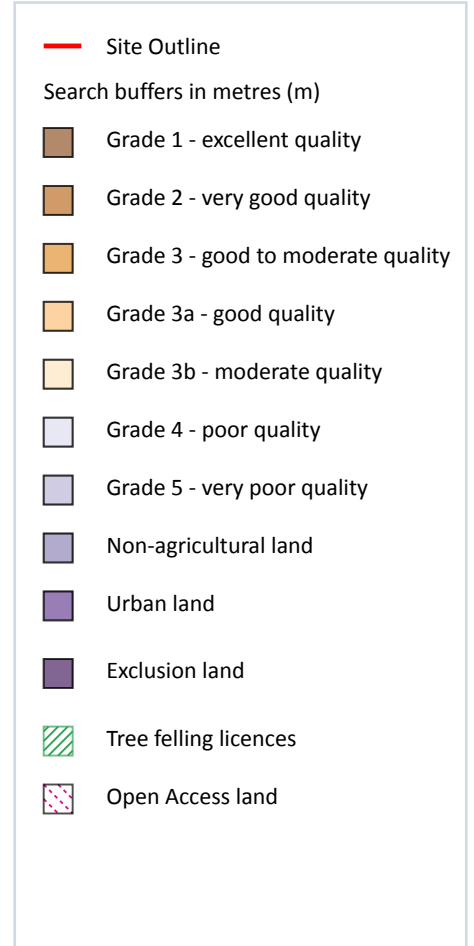 Site Outline
Search buffers in metres (m)
Grade 1 - excellent quality
Grade 2 - very good quality
Grade 3 - good to moderate quality
Grade 3a - good quality
Grade 3b - moderate quality
Grade 4 - poor quality
Grade 5 - very poor quality
Non-agricultural land
Urban land
Exclusion land
Tree felling licences
Open Access land